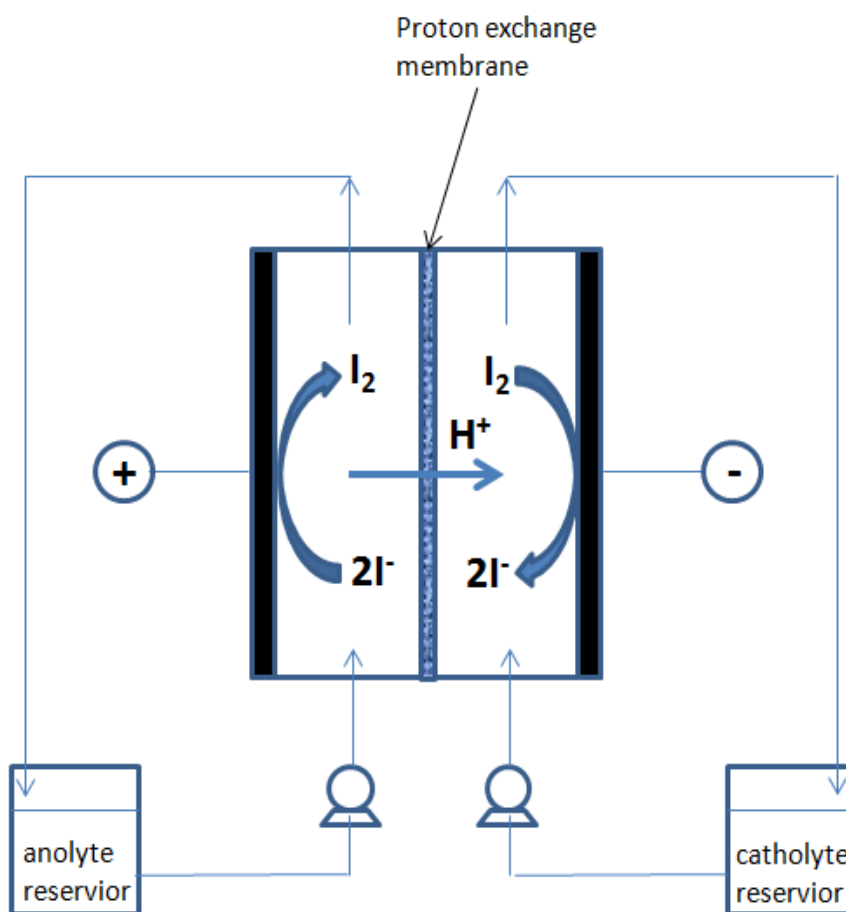 Proton exchange
membrane
I₂
I₂
H⁺
+
-
2I⁻
2I⁻
anolyte
reservior
catholyte
reservior